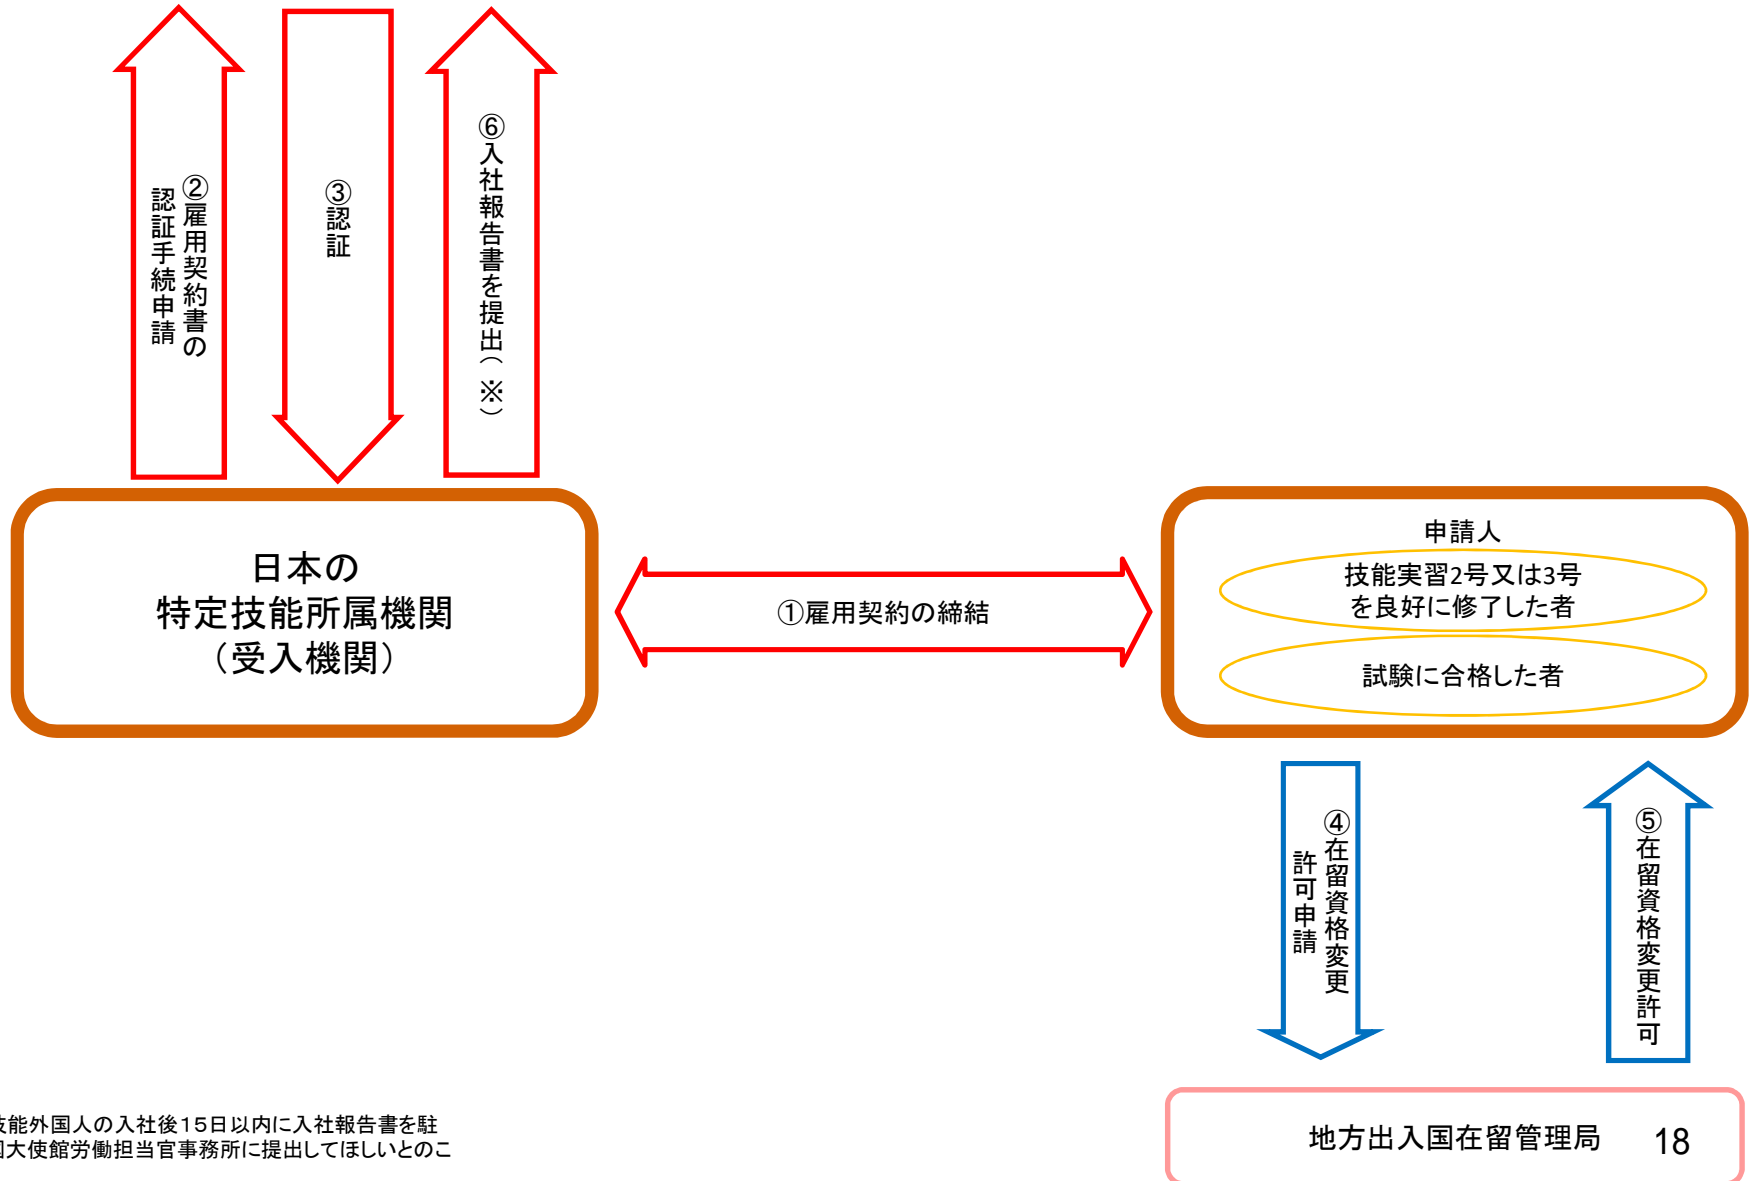 ②雇用契約書の
認証手続申請
③認証
⑥入社報告書を提出(※)
日本の
特定技能所属機関
(受入機関)
①雇用契約の締結
申請人
技能実習2号又は3号
を良好に修了した者
試験に合格した者
④在留資格変更
許可申請
⑤在留資格変更許可
技能外国人の入社後15日以内に入社報告書を駐
大使館労働担当官事務所に提出してほしいとのこ
地方出入国在留管理局
18